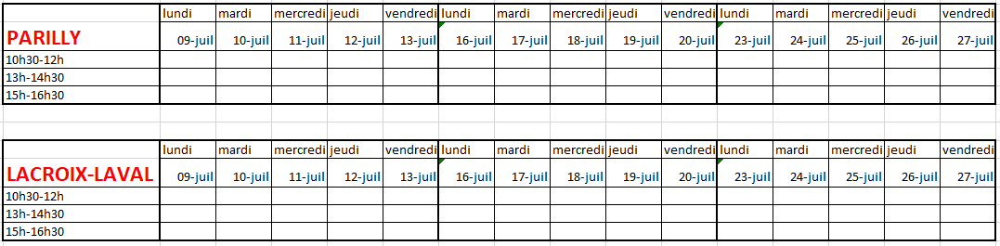 lundi mardi mercredi jeudi vendredi lundi mardi mercredi jeudi vendredi lundi mardi mercredi jeudi vendredi
PARILLY 09-juil 10-juil 11-juil 12-juil 13-juil 16-juil 17-juil 18-juil 19-juil 20-juil 23-juil 24-juil 25-juil 26-juil 27-juil
10h30-12h
13h-14h30
15h-16h30
lundi mardi mercredi jeudi vendredi lundi mardi mercredi jeudi vendredi lundi mardi mercredi jeudi vendredi
LACROIX-LAVAL 09-juil 10-juil 11-juil 12-juil 13-juil 16-juil 17-juil 18-juil 19-juil 20-juil 23-juil 24-juil 25-juil 26-juil 27-juil
10h30-12h
13h-14h30
15h-16h30